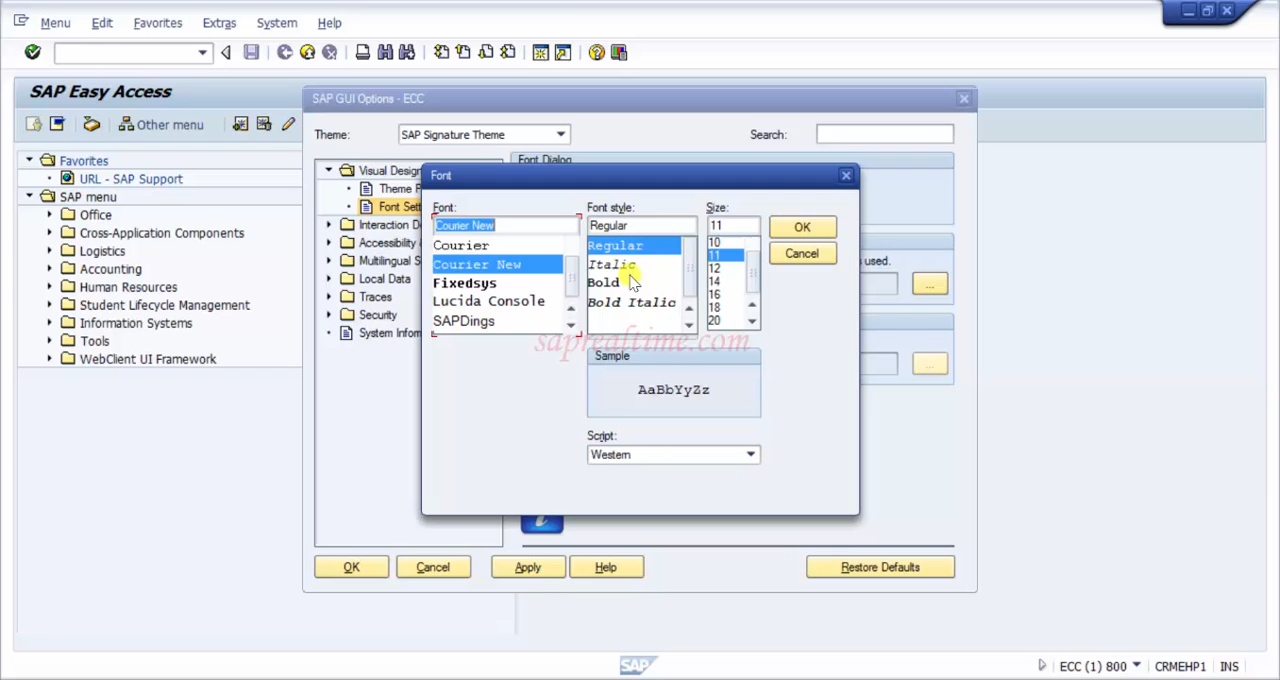 Menu Edit Favorites Extras System Help
SAP Easy Access
Other menu
Favorites
URL - SAP Support
SAP menu
Office
Cross-Application Components
Logistics
Accounting
Human Resources
Student Lifecycle Management
Information Systems
Tools
WebClient UI Framework
SAP GUI Options - ECC
Theme: SAP Signature Theme Search:
Visual Design
Theme P
Font Sett
Interaction D
Accessibility &
Multilingual S
Local Data
Traces
Security
System Inform
Font Dialog
used.
...
...
Font
Font: Font style: Size:
Courier New Regular 11
Courier
Courier New
Fixedsys
Lucida Console
SAPDings
Regular
Italic
Bold
Bold Italic
10
11
12
14
16
18
20
OK
Cancel
saprealtime.com
Sample
AaBbYyZz
Script:
Western
OK Cancel Apply Help Restore Defaults
SAP
ECC (1) 800 CRMEHP1 INS